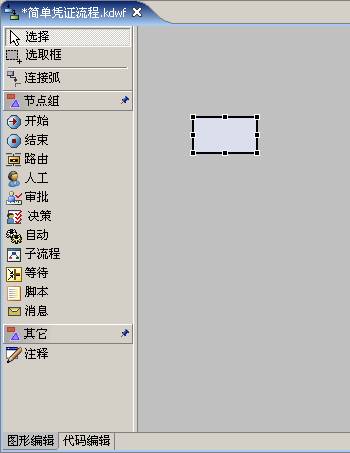 *简单凭证流程.kdwf
选择
选取框
连接弧
节点组
开始
结束
路由
人工
审批
决策
自动
子流程
等待
脚本
消息
其它
注释
图形编辑 代码编辑